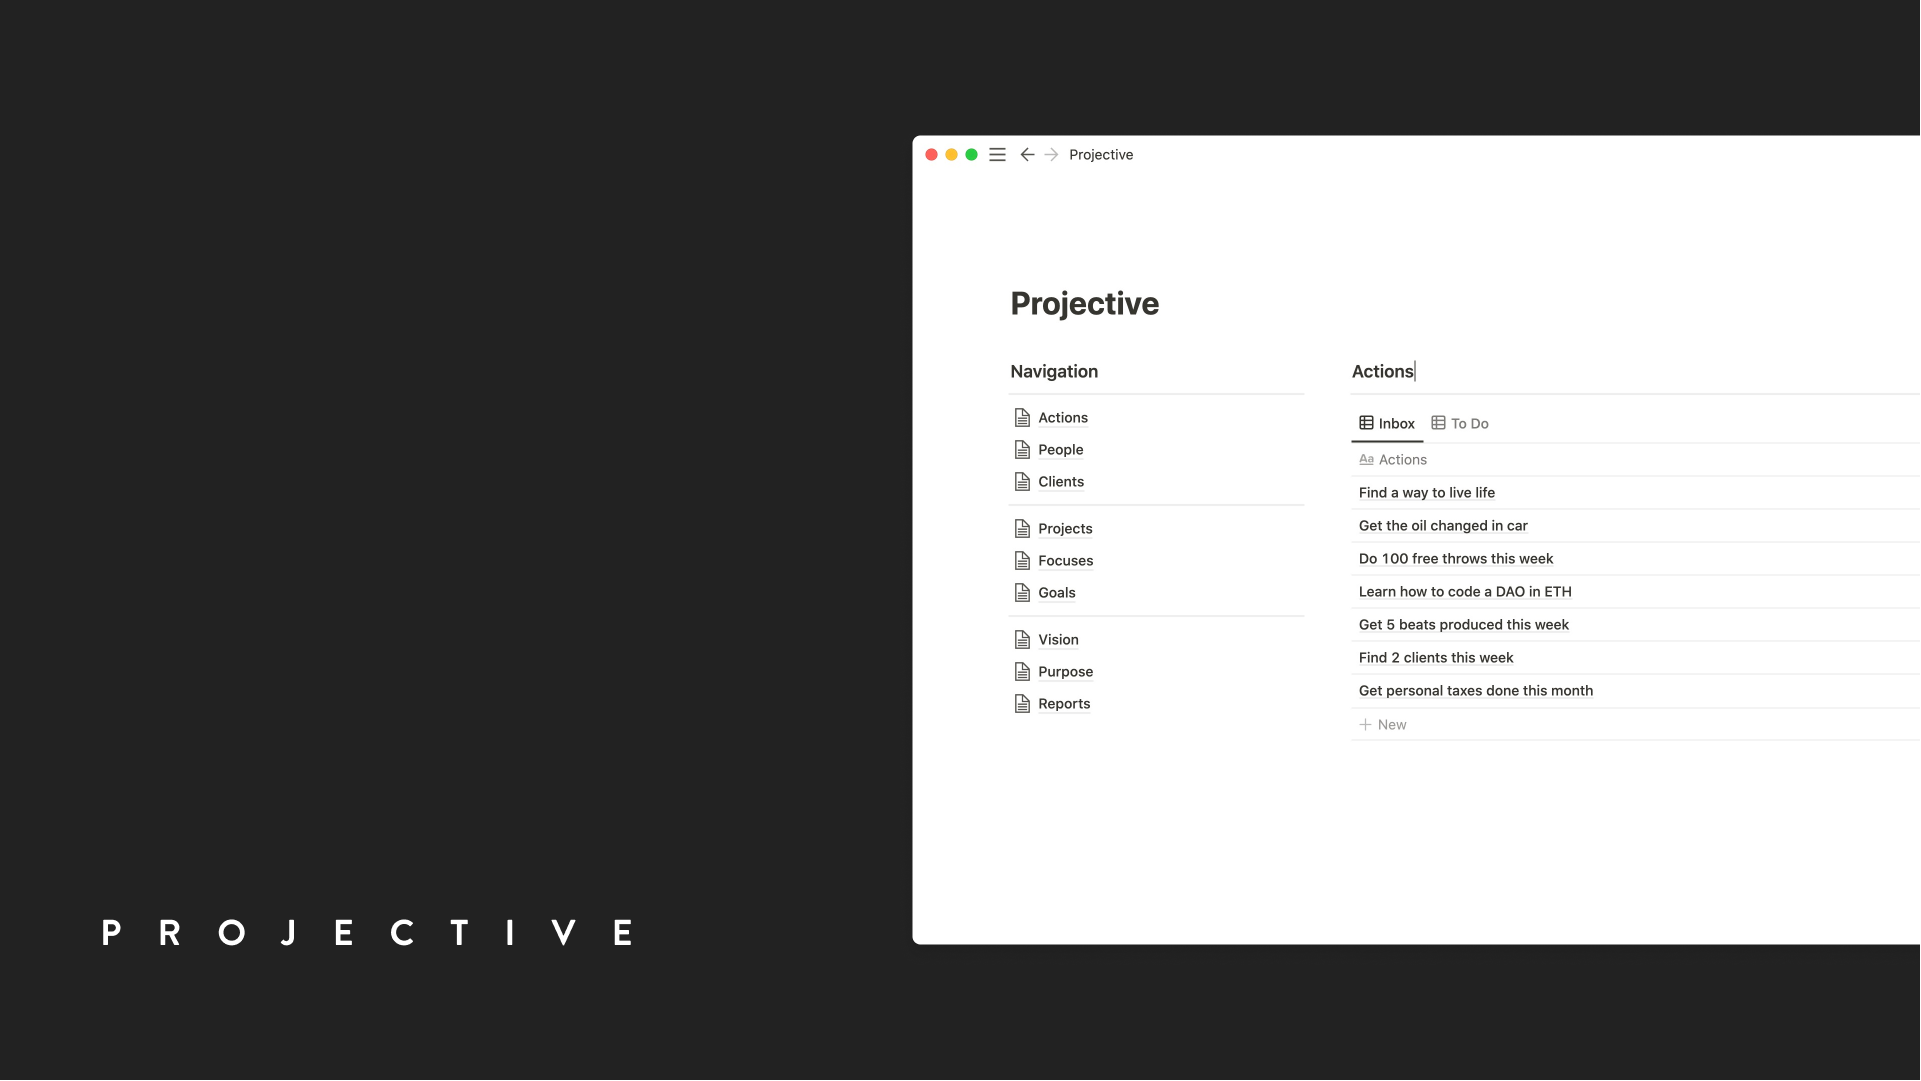 Projective
Projective
Navigation
Actions
People
Clients
Projects
Focuses
Goals
Vision
Purpose
Reports
Actions
Inbox To Do
Aa Actions
Find a way to live life
Get the oil changed in car
Do 100 free throws this week
Learn how to code a DAO in ETH
Get 5 beats produced this week
Find 2 clients this week
Get personal taxes done this month
+ New
PROJECTIVE